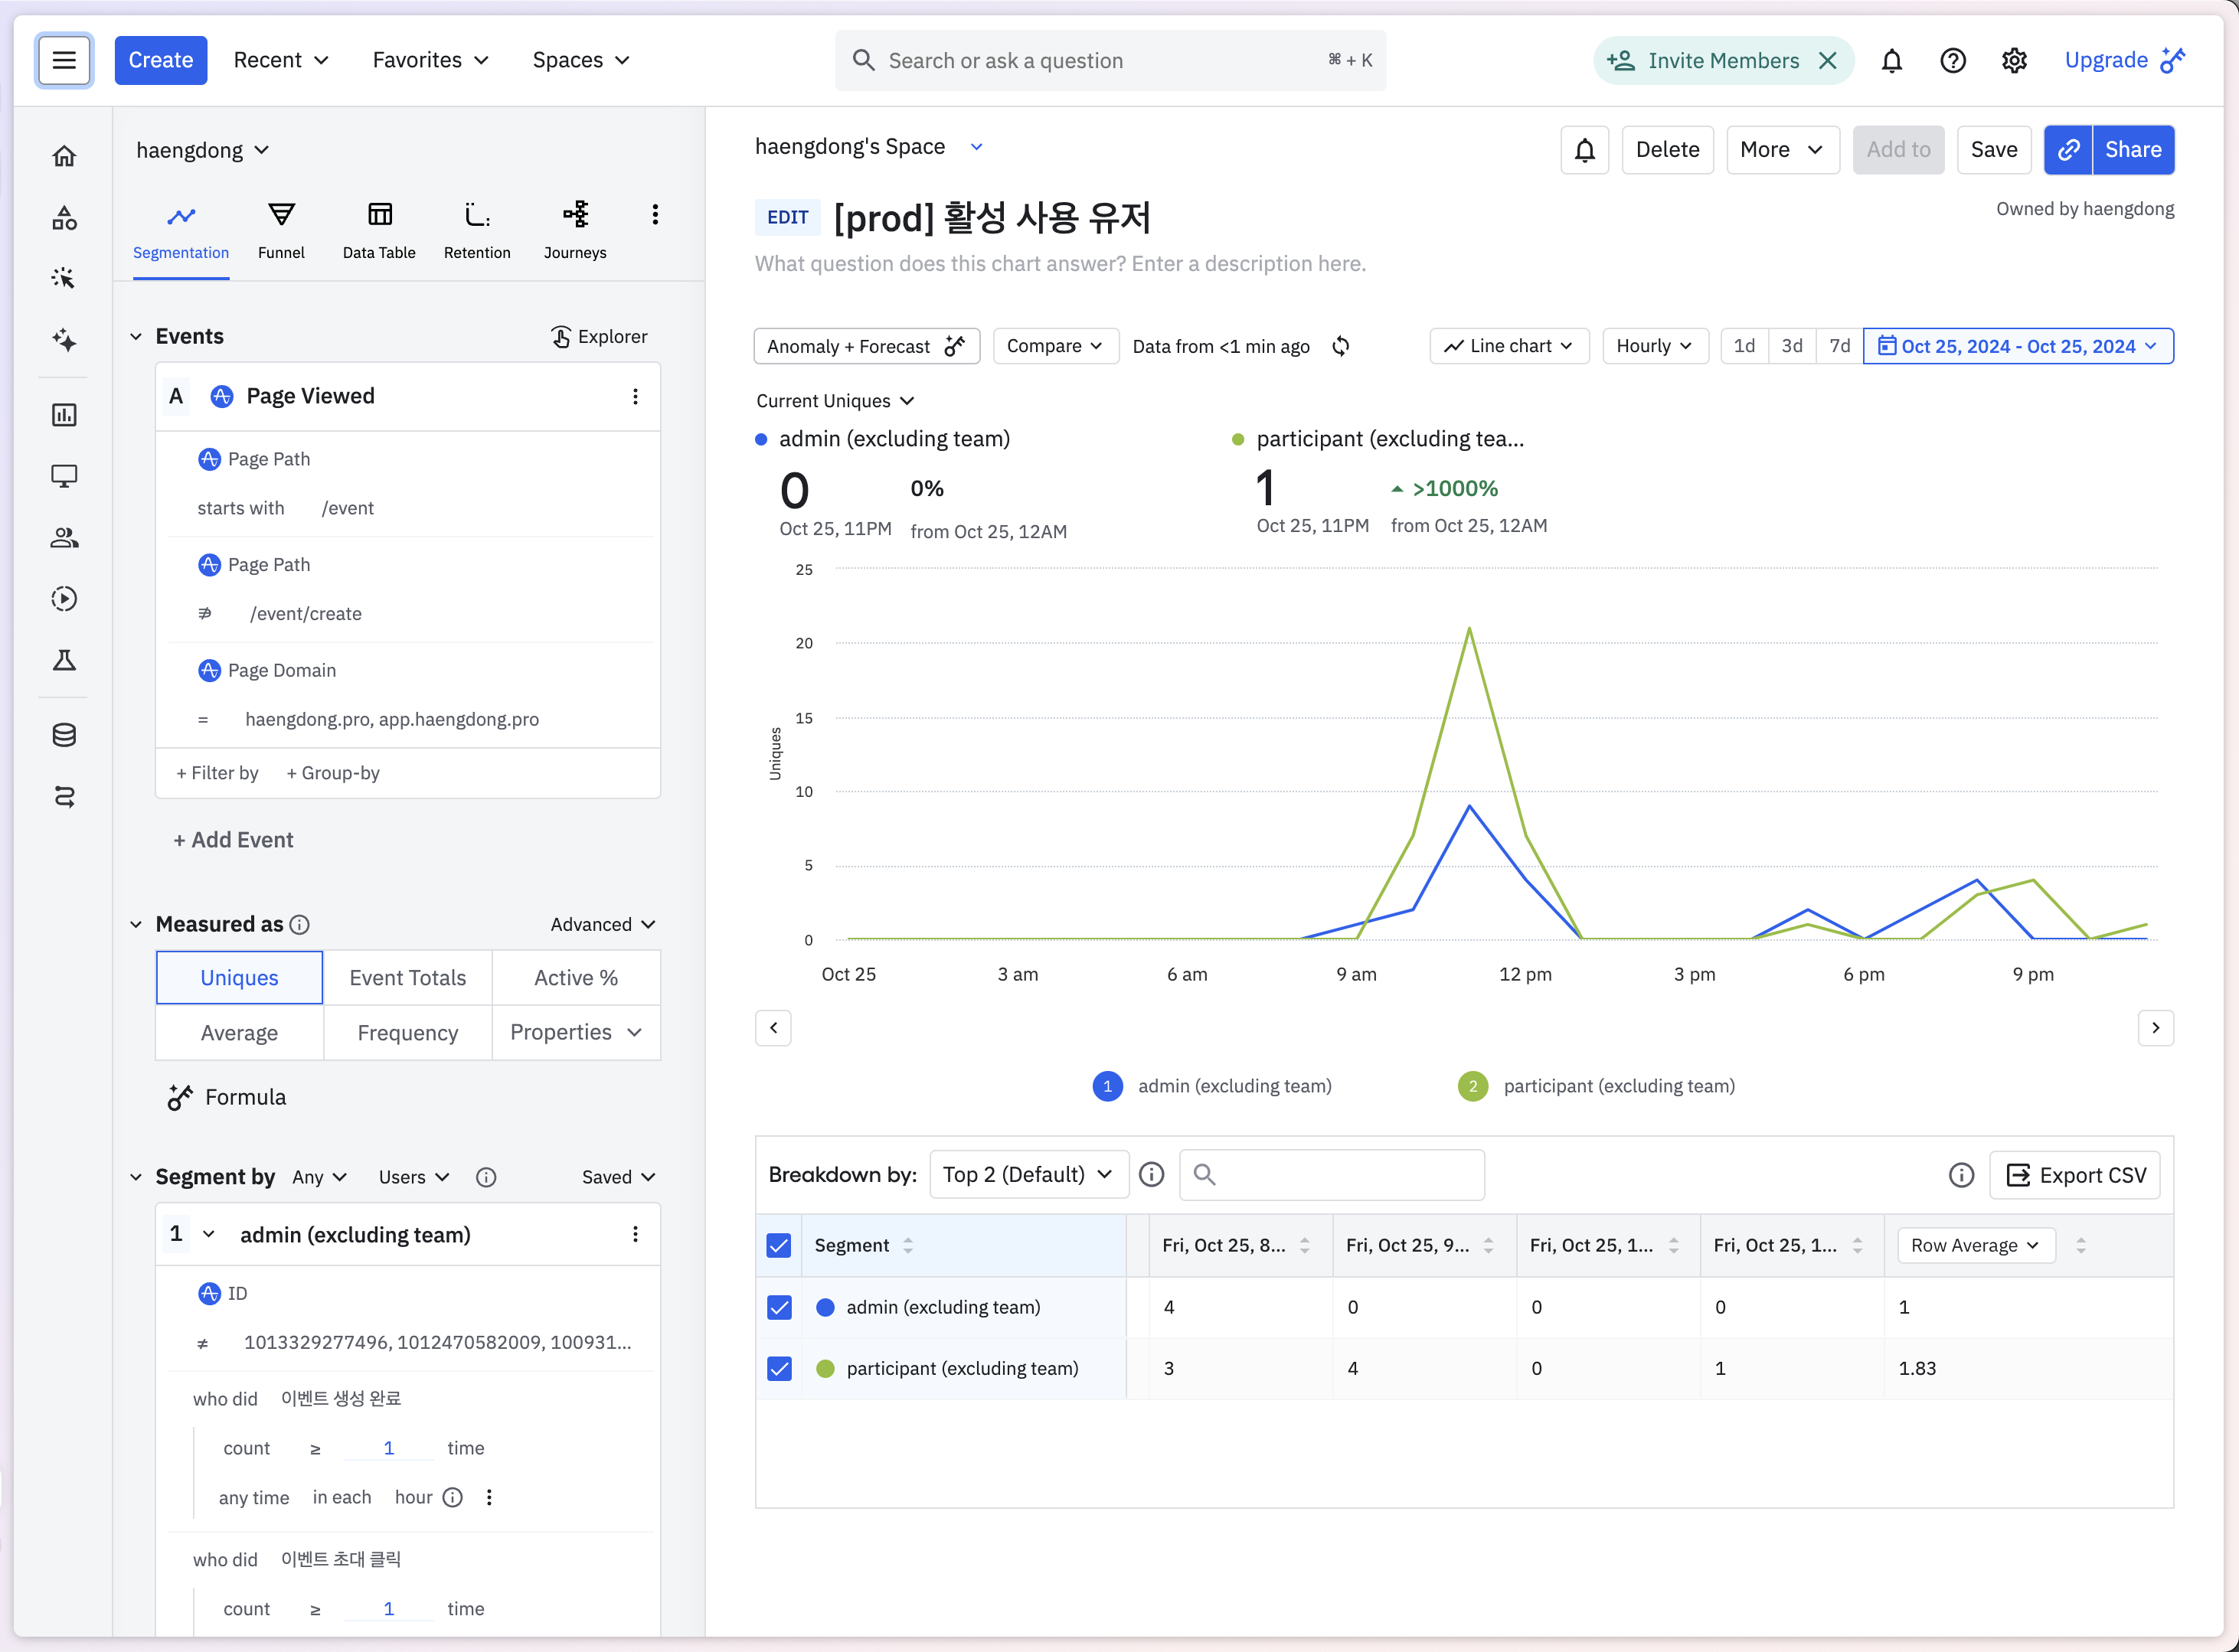 Create Recent Favorites Spaces Search or ask a question ⌘ + K Invite Members Upgrade
haengdong
Segmentation Funnel Data Table Retention Journeys
Events Explorer
A Page Viewed
Page Path
starts with /event
Page Path
∌ /event/create
Page Domain
= haengdong.pro, app.haengdong.pro
+ Filter by + Group-by
+ Add Event
Measured as Advanced
Uniques Event Totals Active %
Average Frequency Properties
Formula
Segment by Any Users Saved
1 admin (excluding team)
ID
≠ 1013329277496, 1012470582009, 100931...
who did 이벤트 생성 완료
count ≥ 1 time
any time in each hour
who did 이벤트 초대 클릭
count ≥ 1 time
haengdong's Space Delete More Add to Save Share
EDIT [prod] 활성 사용 유저 Owned by haengdong
What question does this chart answer? Enter a description here.
Anomaly + Forecast Compare Data from <1 min ago Line chart Hourly 1d 3d 7d Oct 25, 2024 - Oct 25, 2024
Current Uniques
admin (excluding team) participant (excluding tea...
0 0% 1 >1000%
Oct 25, 11PM from Oct 25, 12AM Oct 25, 11PM from Oct 25, 12AM
25
20
15
10
5
0
Uniques
Oct 25 3 am 6 am 9 am 12 pm 3 pm 6 pm 9 pm
1 admin (excluding team) 2 participant (excluding team)
Breakdown by: Top 2 (Default) Export CSV
Segment Fri, Oct 25, 8... Fri, Oct 25, 9... Fri, Oct 25, 1... Fri, Oct 25, 1... Row Average
admin (excluding team) 4 0 0 0 1
participant (excluding team) 3 4 0 1 1.83